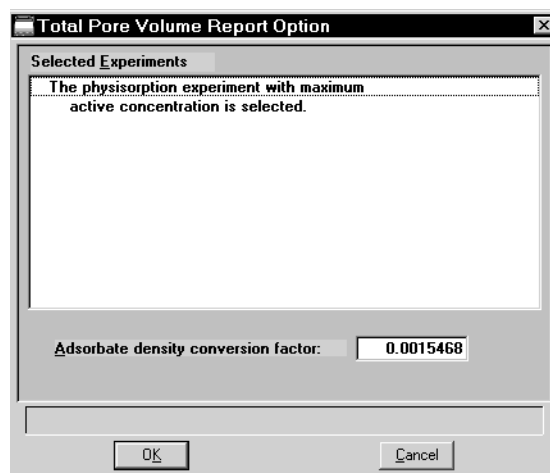 Total Pore Volume Report Option
Selected Experiments
The physisorption experiment with maximum
active concentration is selected.
Adsorbate density conversion factor: 0.0015468
OK
Cancel